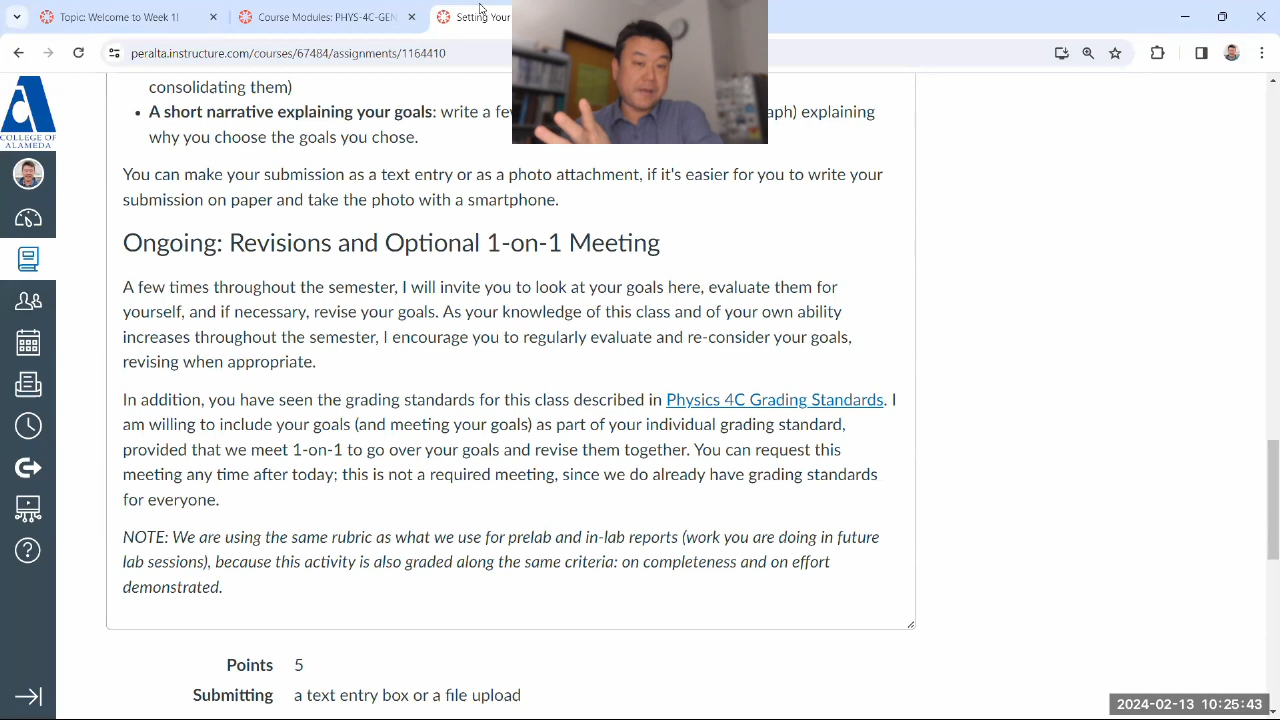 Topic: Welcome to Week 1
Course Modules: PHYS-4C-GEN
Setting Your
peralta.instructure.com/courses/67484/assignments/1164410
COLLEGE OF
ALAMEDA
consolidating them)
• A short narrative explaining your goals: write a few aph) explaining
why you choose the goals you chose.
You can make your submission as a text entry or as a photo attachment, if it's easier for you to write your
submission on paper and take the photo with a smartphone.
Ongoing: Revisions and Optional 1-on-1 Meeting
A few times throughout the semester, I will invite you to look at your goals here, evaluate them for
yourself, and if necessary, revise your goals. As your knowledge of this class and of your own ability
increases throughout the semester, I encourage you to regularly evaluate and re-consider your goals,
revising when appropriate.
In addition, you have seen the grading standards for this class described in Physics 4C Grading Standards. I
am willing to include your goals (and meeting your goals) as part of your individual grading standard,
provided that we meet 1-on-1 to go over your goals and revise them together. You can request this
meeting any time after today; this is not a required meeting, since we do already have grading standards
for everyone.
NOTE: We are using the same rubric as what we use for prelab and in-lab reports (work you are doing in future
lab sessions), because this activity is also graded along the same criteria: on completeness and on effort
demonstrated.
Points 5
Submitting a text entry box or a file upload
2024-02-13 10:25:43